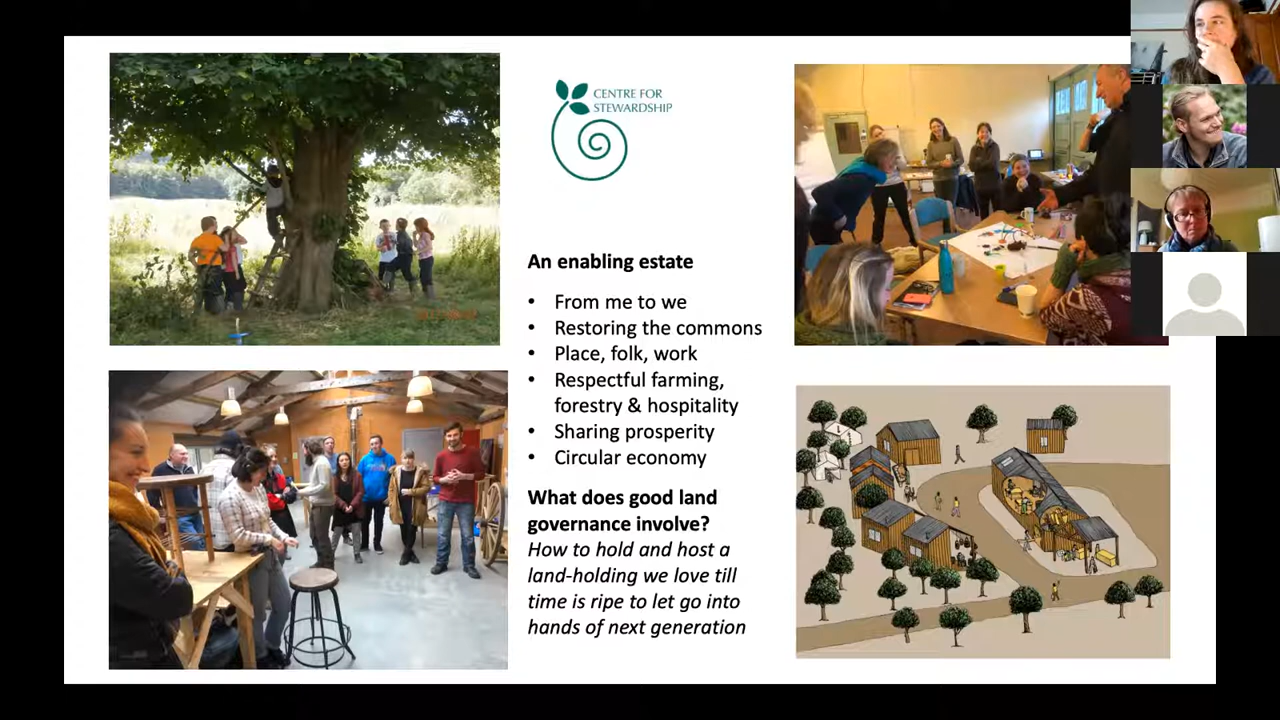 CENTRE FOR
STEWARDSHIP
An enabling estate
• From me to we
• Restoring the commons
• Place, folk, work
• Respectful farming,
forestry & hospitality
• Sharing prosperity
• Circular economy
What does good land
governance involve?
How to hold and host a
land-holding we love till
time is ripe to let go into
hands of next generation